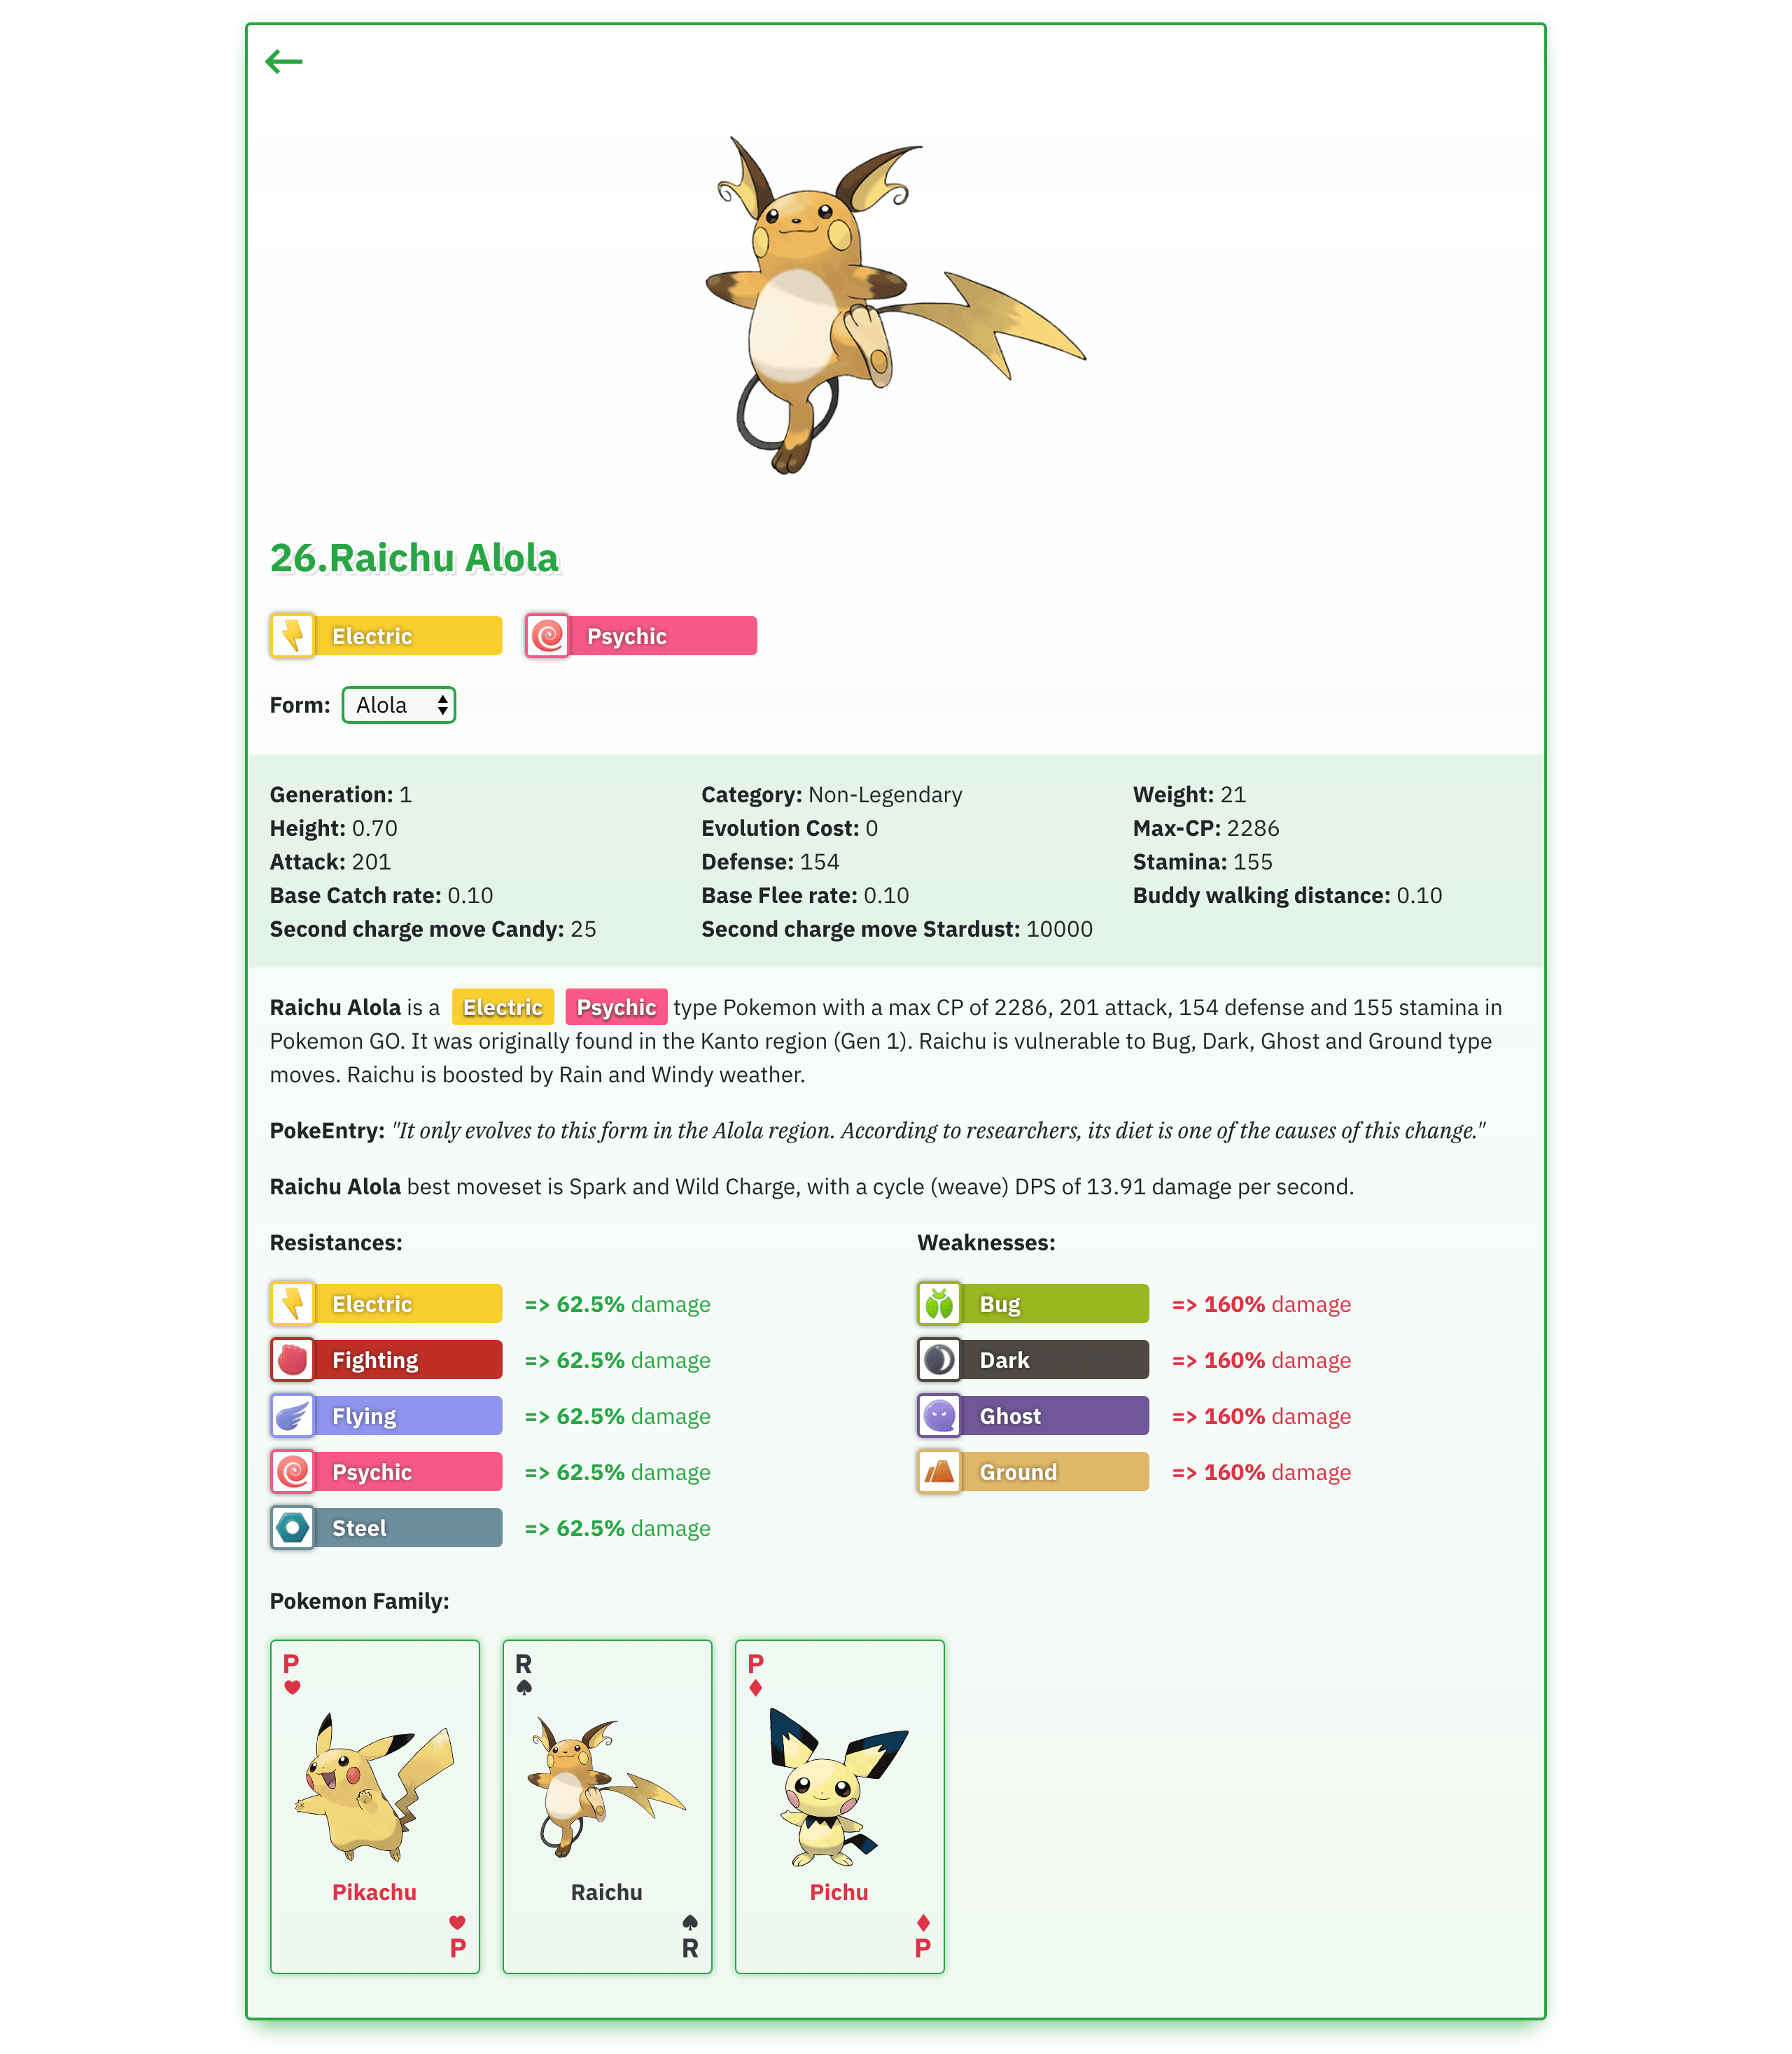 26.Raichu Alola
Electric Psychic
Form: Alola
Generation: 1 Category: Non-Legendary Weight: 21
Height: 0.70 Evolution Cost: 0 Max-CP: 2286
Attack: 201 Defense: 154 Stamina: 155
Base Catch rate: 0.10 Base Flee rate: 0.10 Buddy walking distance: 0.10
Second charge move Candy: 25 Second charge move Stardust: 10000
Raichu Alola is a Electric Psychic type Pokemon with a max CP of 2286, 201 attack, 154 defense and 155 stamina in
Pokemon GO. It was originally found in the Kanto region (Gen 1). Raichu is vulnerable to Bug, Dark, Ghost and Ground type
moves. Raichu is boosted by Rain and Windy weather.
PokeEntry: "It only evolves to this form in the Alola region. According to researchers, its diet is one of the causes of this change."
Raichu Alola best moveset is Spark and Wild Charge, with a cycle (weave) DPS of 13.91 damage per second.
Resistances: Weaknesses:
Electric => 62.5% damage Bug => 160% damage
Fighting => 62.5% damage Dark => 160% damage
Flying => 62.5% damage Ghost => 160% damage
Psychic => 62.5% damage Ground => 160% damage
Steel => 62.5% damage
Pokemon Family:
P R P
Pikachu Raichu Pichu
P R P